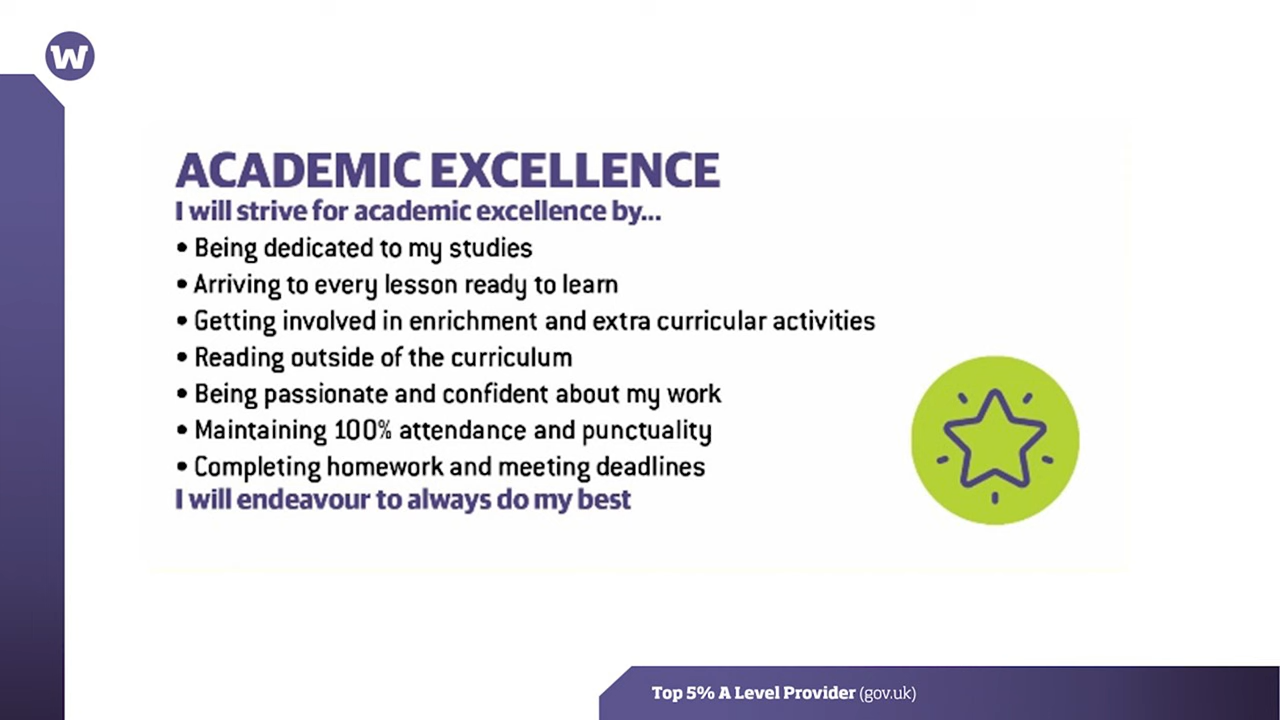 W
ACADEMIC EXCELLENCE
I will strive for academic excellence by...
• Being dedicated to my studies
• Arriving to every lesson ready to learn
• Getting involved in enrichment and extra curricular activities
• Reading outside of the curriculum
• Being passionate and confident about my work
• Maintaining 100% attendance and punctuality
• Completing homework and meeting deadlines
I will endeavour to always do my best
Top 5% A Level Provider (gov.uk)